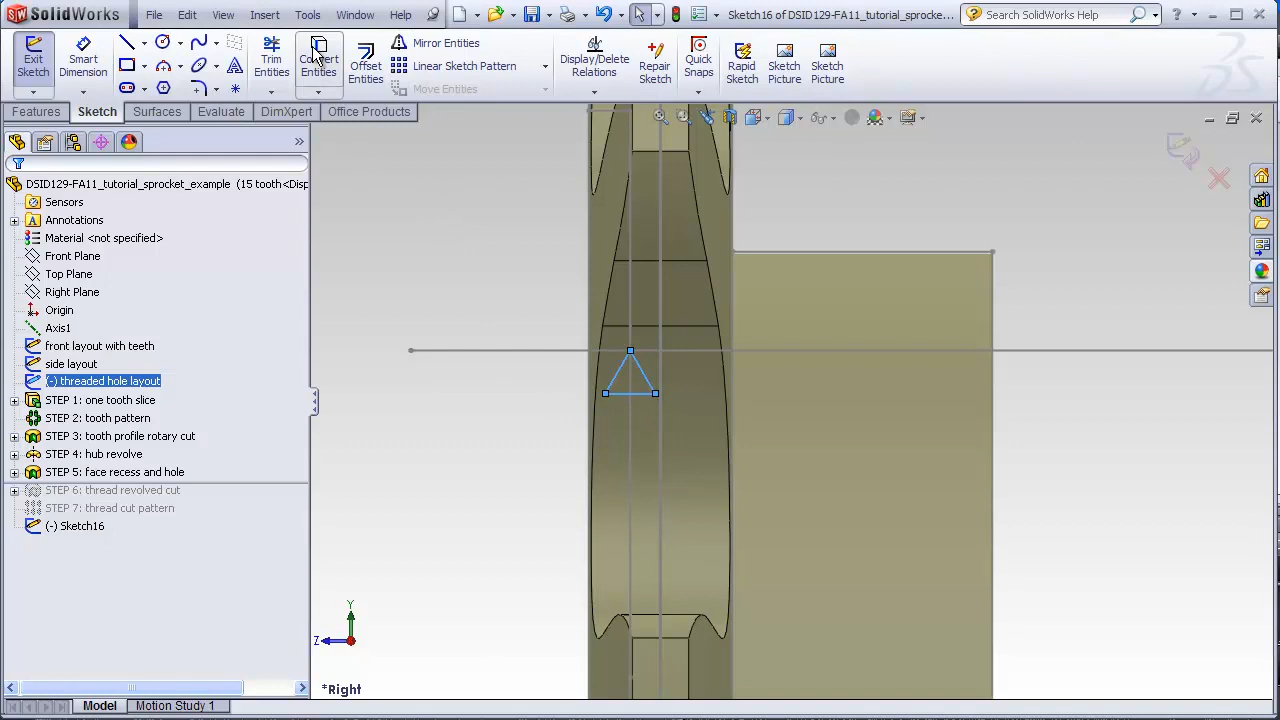 SolidWorks File Edit View Insert Tools Window Help Sketch16 of DSID129-FA11_tutorial_sprocke... Search SolidWorks Help
Exit Sketch
Smart Dimension
Trim Entities
Convert Entities
Offset Entities
Mirror Entities
Linear Sketch Pattern
Move Entities
Display/Delete Relations
Repair Sketch
Quick Snaps
Rapid Sketch
Sketch Picture
Sketch Picture
Features Sketch Surfaces Evaluate DimXpert Office Products
DSID129-FA11_tutorial_sprocket_example (15 tooth<Disp
Sensors
Annotations
Material <not specified>
Front Plane
Top Plane
Right Plane
Origin
Axis1
front layout with teeth
side layout
(-) threaded hole layout
STEP 1: one tooth slice
STEP 2: tooth pattern
STEP 3: tooth profile rotary cut
STEP 4: hub revolve
STEP 5: face recess and hole
STEP 6: thread revolved cut
STEP 7: thread cut pattern
(-) Sketch16
Y
Z
*Right
Model Motion Study 1